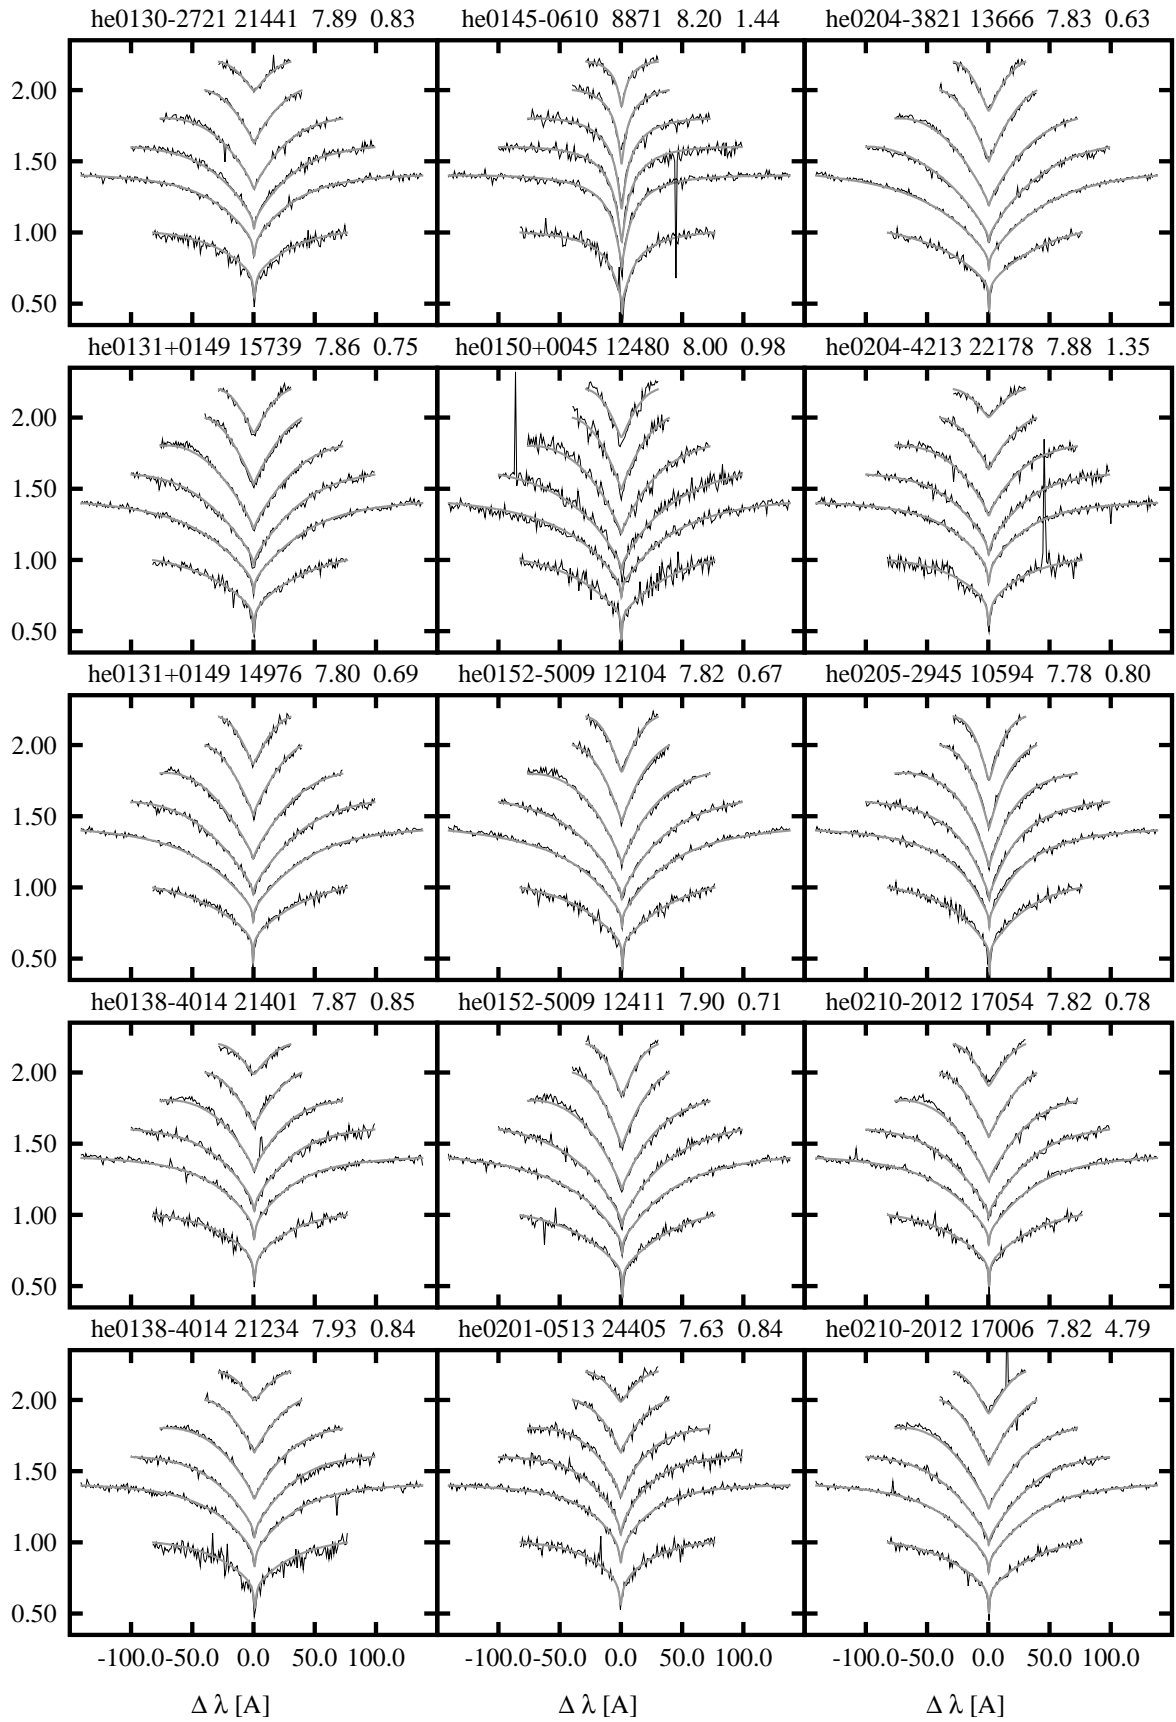 he0130-2721 21441 7.89 0.83
he0145-0610 8871 8.20 1.44
he0204-3821 13666 7.83 0.63
2.00
1.50
1.00
0.50
he0131+0149 15739 7.86 0.75
he0150+0045 12480 8.00 0.98
he0204-4213 22178 7.88 1.35
2.00
1.50
1.00
0.50
he0131+0149 14976 7.80 0.69
he0152-5009 12104 7.82 0.67
he0205-2945 10594 7.78 0.80
2.00
1.50
1.00
0.50
he0138-4014 21401 7.87 0.85
he0152-5009 12411 7.90 0.71
he0210-2012 17054 7.82 0.78
2.00
1.50
1.00
0.50
he0138-4014 21234 7.93 0.84
he0201-0513 24405 7.63 0.84
he0210-2012 17006 7.82 4.79
2.00
1.50
1.00
0.50
-100.0 -50.0 0.0 50.0 100.0
-100.0 -50.0 0.0 50.0 100.0
-100.0 -50.0 0.0 50.0 100.0
Δ λ [A]
Δ λ [A]
Δ λ [A]